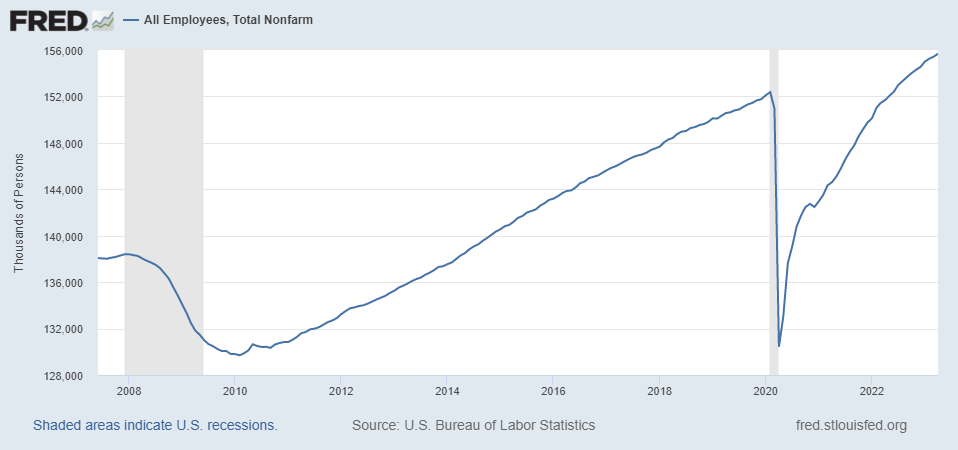 FRED
All Employees, Total Nonfarm
Thousands of Persons
156,000
152,000
148,000
144,000
140,000
136,000
132,000
128,000
2008 2010 2012 2014 2016 2018 2020 2022
Shaded areas indicate U.S. recessions. Source: U.S. Bureau of Labor Statistics fred.stlouisfed.org